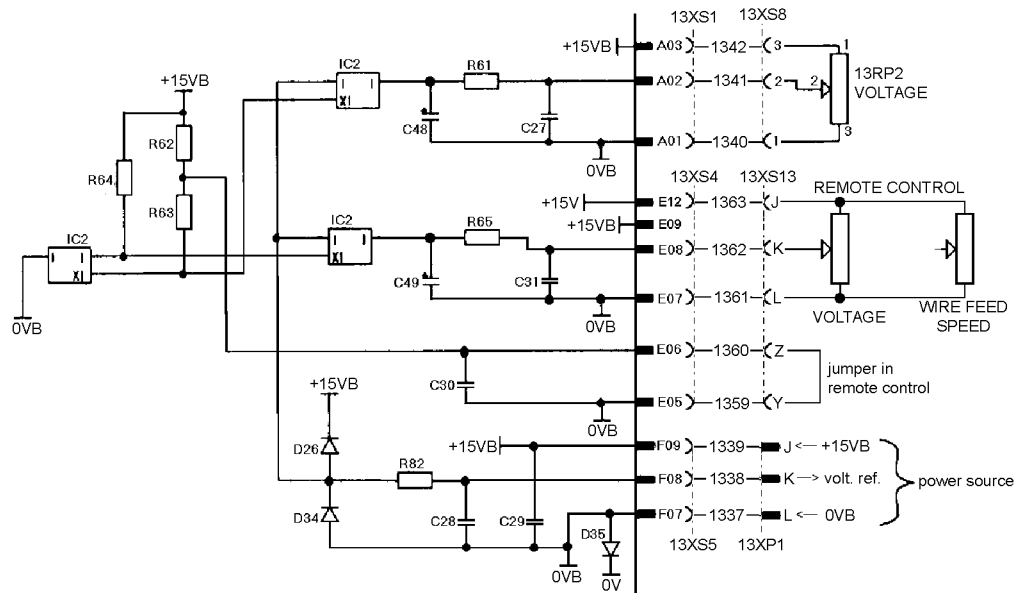 13XS1 13XS8
+15VB A03 1342 3 1
IC2 R61 A02 1341 2 2 13RP2
VOLTAGE
X1
+15VB
C48 C27
R62 A01 1340 1 3
0VB
R64
13XS4 13XS13
R63 +15V E12 1363 J REMOTE CONTROL
IC2 R65 +15VB E09
IC2 E08 1362 K
X1 X1
C49 C31
E07 1361 L
0VB 0VB VOLTAGE WIRE FEED
SPEED
E06 1360 Z
C30 jumper in
remote control
+15VB E05 1359 Y
0VB
D26 +15VB F09 1339 J +15VB
R82 F08 1338 K volt. ref. power source
D34 C28 C29 F07 1337 L 0VB
D35
13XS5 13XP1
0VB 0V